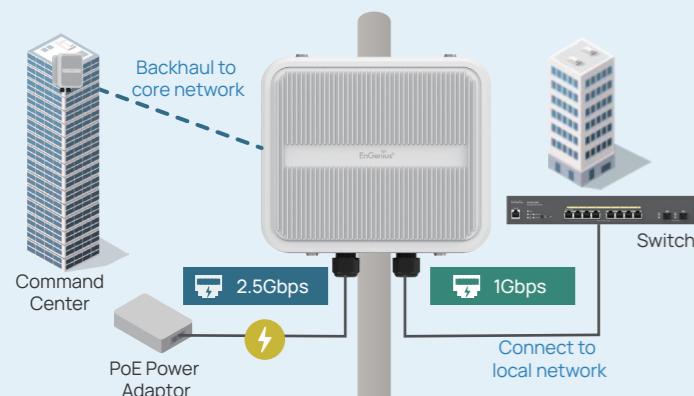 Backhaul to
core network
EnGenius®
Switch
Command
Center
2.5Gbps
1Gbps
PoE Power
Adaptor
Connect to
local network